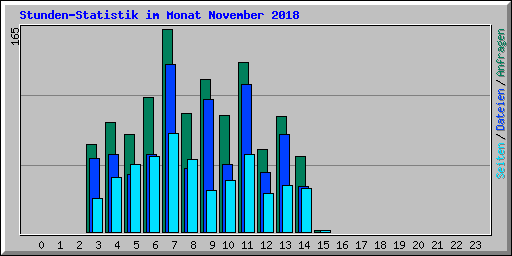 Stunden-Statistik im Monat November 2018
165
Seiten / Dateien / Anfragen
0 1 2 3 4 5 6 7 8 9 10 11 12 13 14 15 16 17 18 19 20 21 22 23